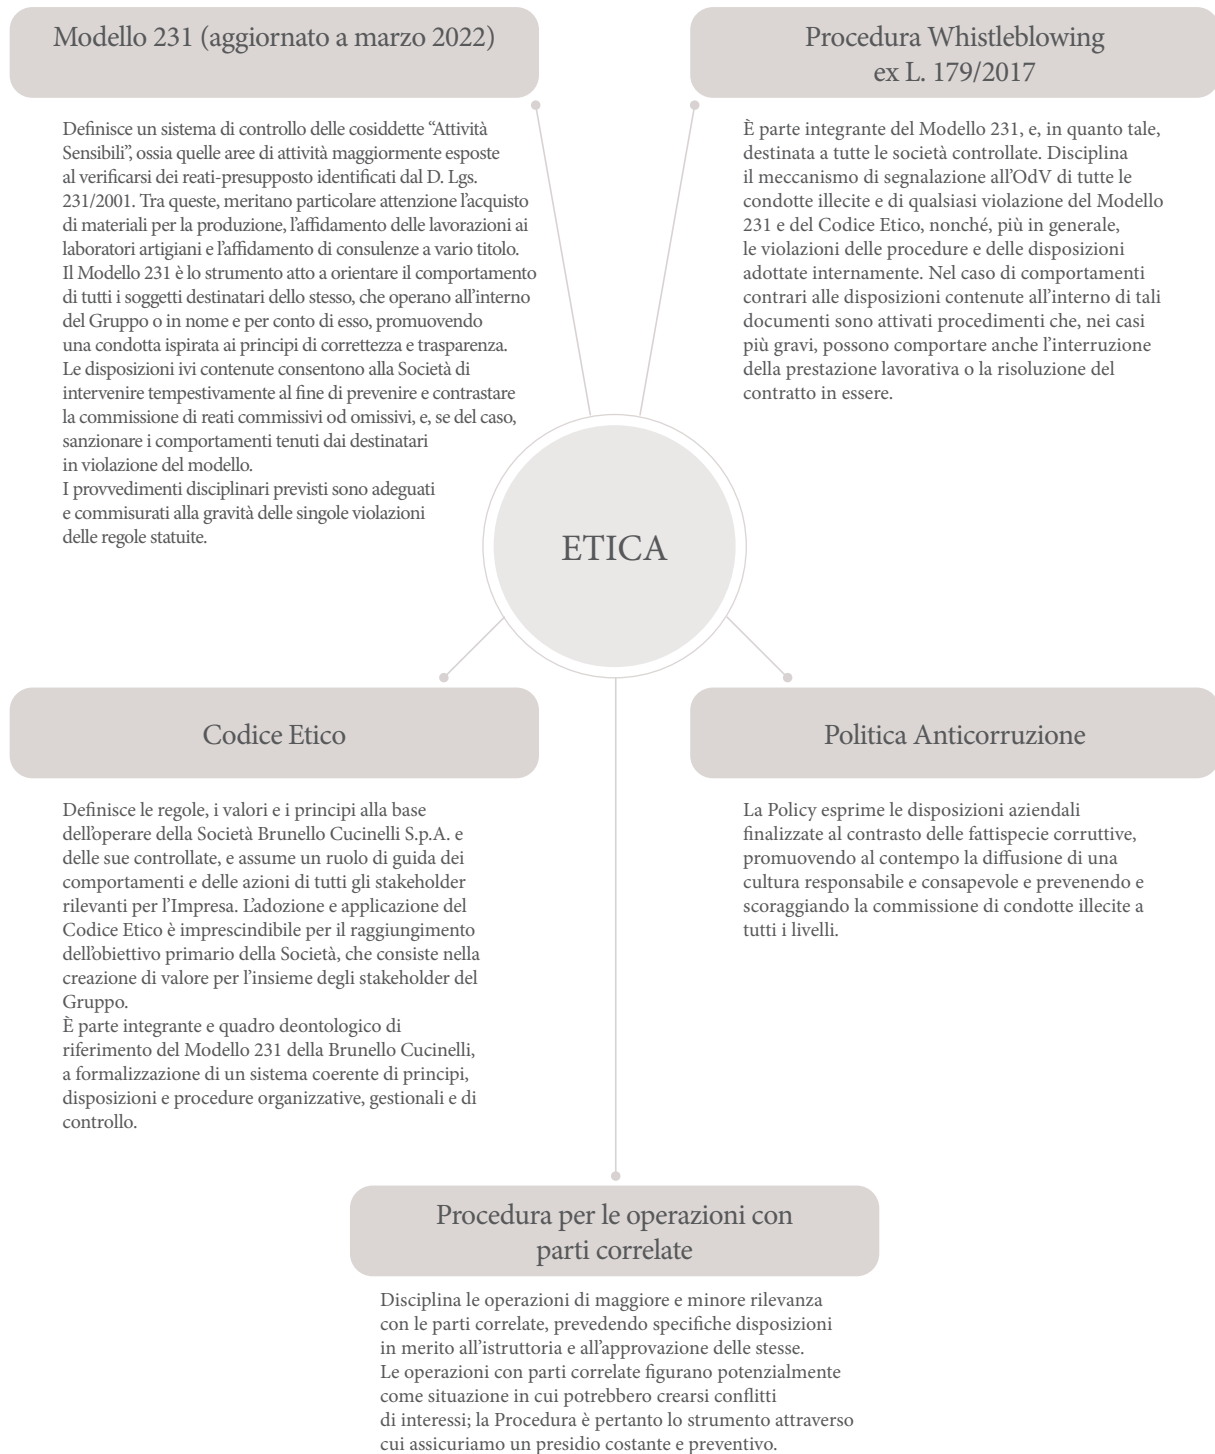 Modello 231 (aggiornato a marzo 2022)
Definisce un sistema di controllo delle cosiddette “Attività
Sensibili”, ossia quelle aree di attività maggiormente esposte
al verificarsi dei reati-presupposto identificati dal D. Lgs.
231/2001. Tra queste, meritano particolare attenzione l’acquisto
di materiali per la produzione, l’affidamento delle lavorazioni ai
laboratori artigiani e l’affidamento di consulenze a vario titolo.
Il Modello 231 è lo strumento atto a orientare il comportamento
di tutti i soggetti destinatari dello stesso, che operano all’interno
del Gruppo o in nome e per conto di esso, promuovendo
una condotta ispirata ai principi di correttezza e trasparenza.
Le disposizioni ivi contenute consentono alla Società di
intervenire tempestivamente al fine di prevenire e contrastare
la commissione di reati commissivi od omissivi, e, se del caso,
sanzionare i comportamenti tenuti dai destinatari
in violazione del modello.
I provvedimenti disciplinari previsti sono adeguati
e commisurati alla gravità delle singole violazioni
delle regole statuite.
Procedura Whistleblowing
ex L. 179/2017
È parte integrante del Modello 231, e, in quanto tale,
destinata a tutte le società controllate. Disciplina
il meccanismo di segnalazione all’OdV di tutte le
condotte illecite e di qualsiasi violazione del Modello
231 e del Codice Etico, nonché, più in generale,
le violazioni delle procedure e delle disposizioni
adottate internamente. Nel caso di comportamenti
contrari alle disposizioni contenute all’interno di tali
documenti sono attivati procedimenti che, nei casi
più gravi, possono comportare anche l’interruzione
della prestazione lavorativa o la risoluzione del
contratto in essere.
ETICA
Codice Etico
Definisce le regole, i valori e i principi alla base
dell’operare della Società Brunello Cucinelli S.p.A. e
delle sue controllate, e assume un ruolo di guida dei
comportamenti e delle azioni di tutti gli stakeholder
rilevanti per l’Impresa. L’adozione e applicazione del
Codice Etico è imprescindibile per il raggiungimento
dell’obiettivo primario della Società, che consiste nella
creazione di valore per l’insieme degli stakeholder del
Gruppo.
È parte integrante e quadro deontologico di
riferimento del Modello 231 della Brunello Cucinelli,
a formalizzazione di un sistema coerente di principi,
disposizioni e procedure organizzative, gestionali e di
controllo.
Politica Anticorruzione
La Policy esprime le disposizioni aziendali
finalizzate al contrasto delle fattispecie corruttive,
promuovendo al contempo la diffusione di una
cultura responsabile e consapevole e prevenendo e
scoraggiando la commissione di condotte illecite a
tutti i livelli.
Procedura per le operazioni con
parti correlate
Disciplina le operazioni di maggiore e minore rilevanza
con le parti correlate, prevedendo specifiche disposizioni
in merito all’istruttoria e all’approvazione delle stesse.
Le operazioni con parti correlate figurano potenzialmente
come situazione in cui potrebbero crearsi conflitti
di interessi; la Procedura è pertanto lo strumento attraverso
cui assicuriamo un presidio costante e preventivo.